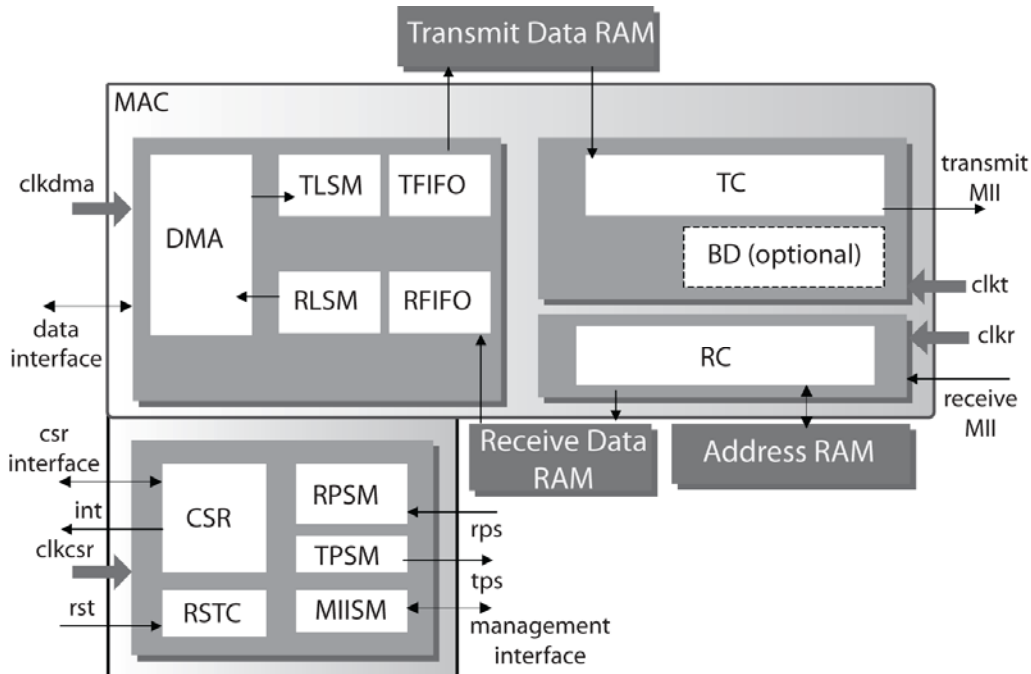 Transmit Data RAM
MAC
clkdma
data
interface
DMA
TLSM
TFIFO
RLSM
RFIFO
TC
BD (optional)
transmit
MII
clkt
clkr
RC
receive
MII
Receive Data
RAM
Address RAM
csr
interface
int
clkcsr
rst
CSR
RSTC
RPSM
TPSM
MIISM
rps
tps
management
interface